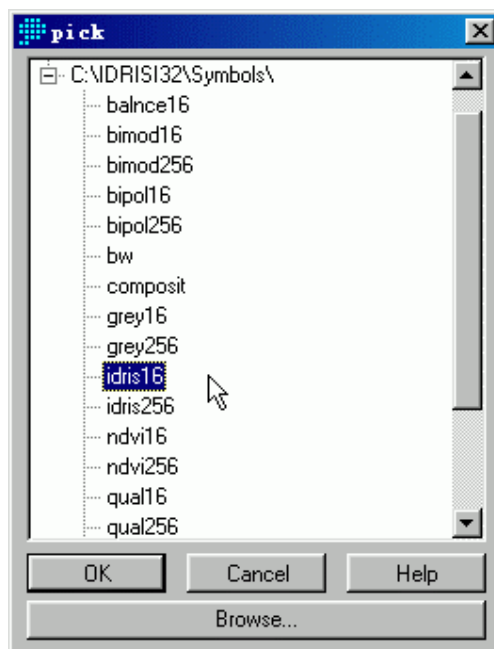 pick
C:\IDRISI32\Symbols\
balnce16
bimod16
bimod256
bipol16
bipol256
bw
composit
grey16
grey256
idris16
idris256
ndvi16
ndvi256
qual16
qual256
OK Cancel Help
Browse...